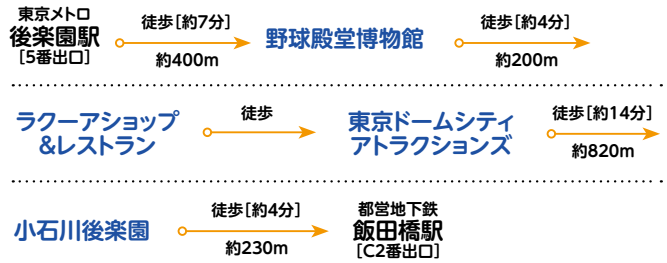 東京メトロ
後楽園駅
[5番出口]
徒歩[約7分]
約400m
野球殿堂博物館
徒歩[約4分]
約200m
ラクーアショップ
&レストラン
徒歩
東京ドームシティ
アトラクションズ
徒歩[約14分]
約820m
小石川後楽園
徒歩[約4分]
約230m
都営地下鉄
飯田橋駅
[C2番出口]